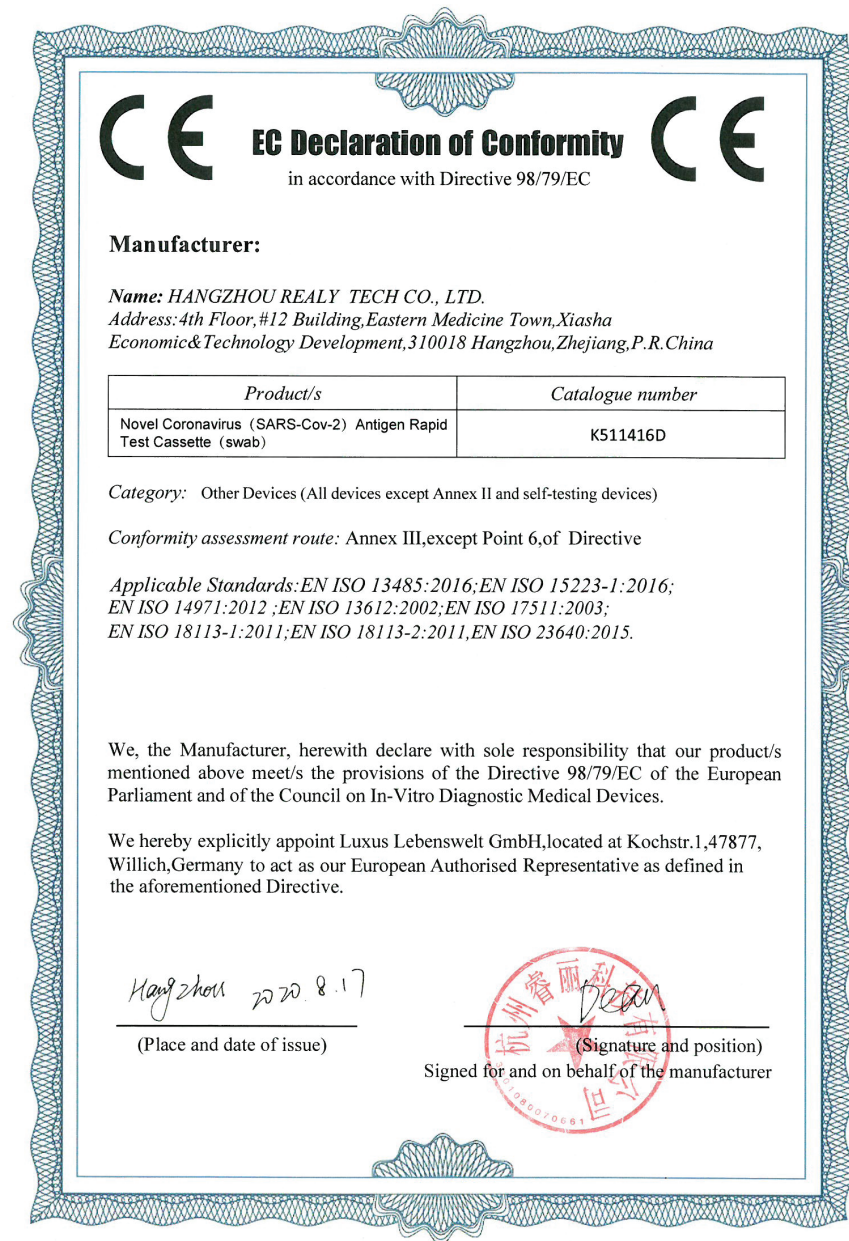 CE EC Declaration of Conformity CE
in accordance with Directive 98/79/EC
Manufacturer:
Name: HANGZHOU REALY TECH CO., LTD.
Address:4th Floor,#12 Building,Eastern Medicine Town,Xiasha
Economic&Technology Development,310018 Hangzhou,Zhejiang,P.R.China
Product/s Catalogue number
Novel Coronavirus（SARS-Cov-2）Antigen Rapid
Test Cassette（swab） K511416D
Category: Other Devices (All devices except Annex II and self-testing devices)
Conformity assessment route: Annex III,except Point 6,of Directive
Applicable Standards:EN ISO 13485:2016;EN ISO 15223-1:2016;
EN ISO 14971:2012 ;EN ISO 13612:2002;EN ISO 17511:2003;
EN ISO 18113-1:2011;EN ISO 18113-2:2011,EN ISO 23640:2015.
We, the Manufacturer, herewith declare with sole responsibility that our product/s
mentioned above meet/s the provisions of the Directive 98/79/EC of the European
Parliament and of the Council on In-Vitro Diagnostic Medical Devices.
We hereby explicitly appoint Luxus Lebenswelt GmbH,located at Kochstr.1,47877,
Willich,Germany to act as our European Authorised Representative as defined in
the aforementioned Directive.
Hangzhou 2020.8.17
杭州睿丽科技有限公司
(Place and date of issue) (Signature and position)
Signed for and on behalf of the manufacturer